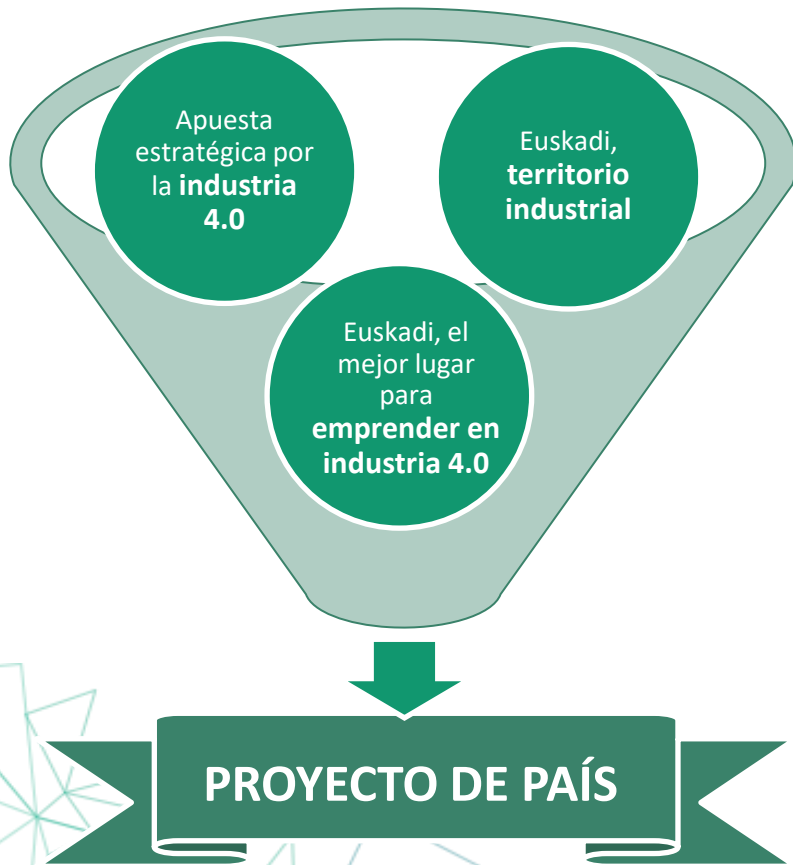 Apuesta
estratégica por
la industria
4.0
Euskadi,
territorio
industrial
Euskadi, el
mejor lugar
para
emprender en
industria 4.0
PROYECTO DE PAÍS